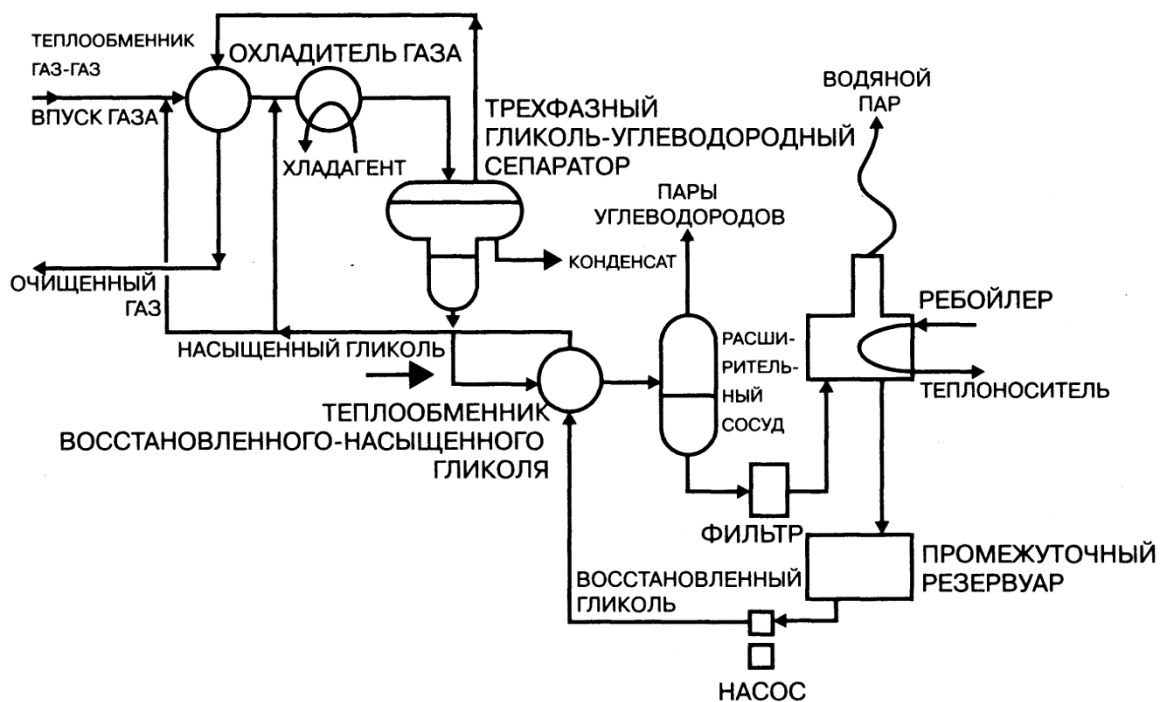 ТЕПЛООБМЕННИК
ГАЗ-ГАЗ
ОХЛАДИТЕЛЬ ГАЗА
ВПУСК ГАЗА
ХЛАДАГЕНТ
ТРЕХФАЗНЫЙ
ГЛИКОЛЬ-УГЛЕВОДОРОДНЫЙ
СЕПАРАТОР
ВОДЯНОЙ
ПАР
ПАРЫ
УГЛЕВОДОРОДОВ
КОНДЕНСАТ
ОЧИЩЕННЫЙ
ГАЗ
НАСЫЩЕННЫЙ ГЛИКОЛЬ
РЕБОЙЛЕР
ТЕПЛОНОСИТЕЛЬ
РАСШИ-
РИТЕЛЬ-
НЫЙ
СОСУД
ТЕПЛООБМЕННИК
ВОССТАНОВЛЕННОГО-НАСЫЩЕННОГО
ГЛИКОЛЯ
ФИЛЬТР
ПРОМЕЖУТОЧНЫЙ
РЕЗЕРВУАР
ВОССТАНОВЛЕННЫЙ
ГЛИКОЛЬ
НАСОС